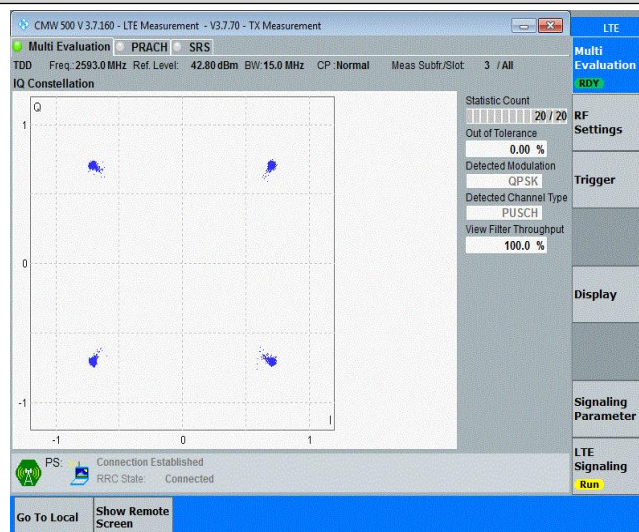 CMW 500 V 3.7.160 - LTE Measurement - V3.7.70 - TX Measurement
LTE
Multi Evaluation PRACH SRS
TDD Freq.:2593.0 MHz Ref. Level: 42.80 dBm BW:15.0 MHz CP :Normal Meas Subfr./Slot: 3 / All
IQ Constellation
Q
1
0
-1
-1 0 1
I
Statistic Count
20 / 20
Out of Tolerance
0.00 %
Detected Modulation
QPSK
Detected Channel Type
PUSCH
View Filter Throughput
100.0 %
Multi
Evaluation
RDY
RF
Settings
Trigger
Display
Signaling
Parameter
LTE
Signaling
Run
PS: Connection Established
RRC State: Connected
Go To Local
Show Remote
Screen